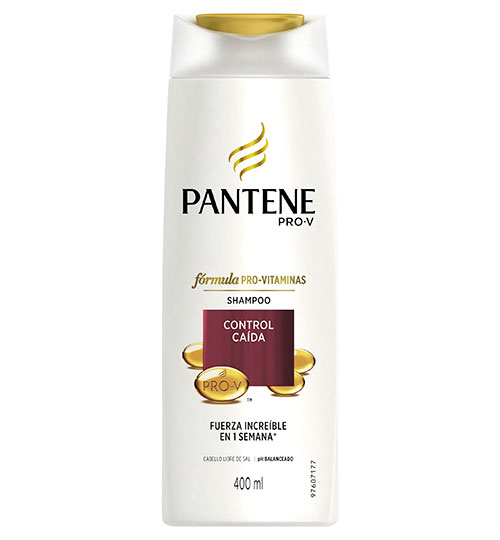 PANTENE
PRO-V
fórmula PRO-VITAMINAS
SHAMPOO
CONTROL
CAÍDA
PRO-V
TM
FUERZA INCREÍBLE
EN 1 SEMANA*
CABELLO LIBRE DE SAL | pH BALANCEADO
400 ml
97607177